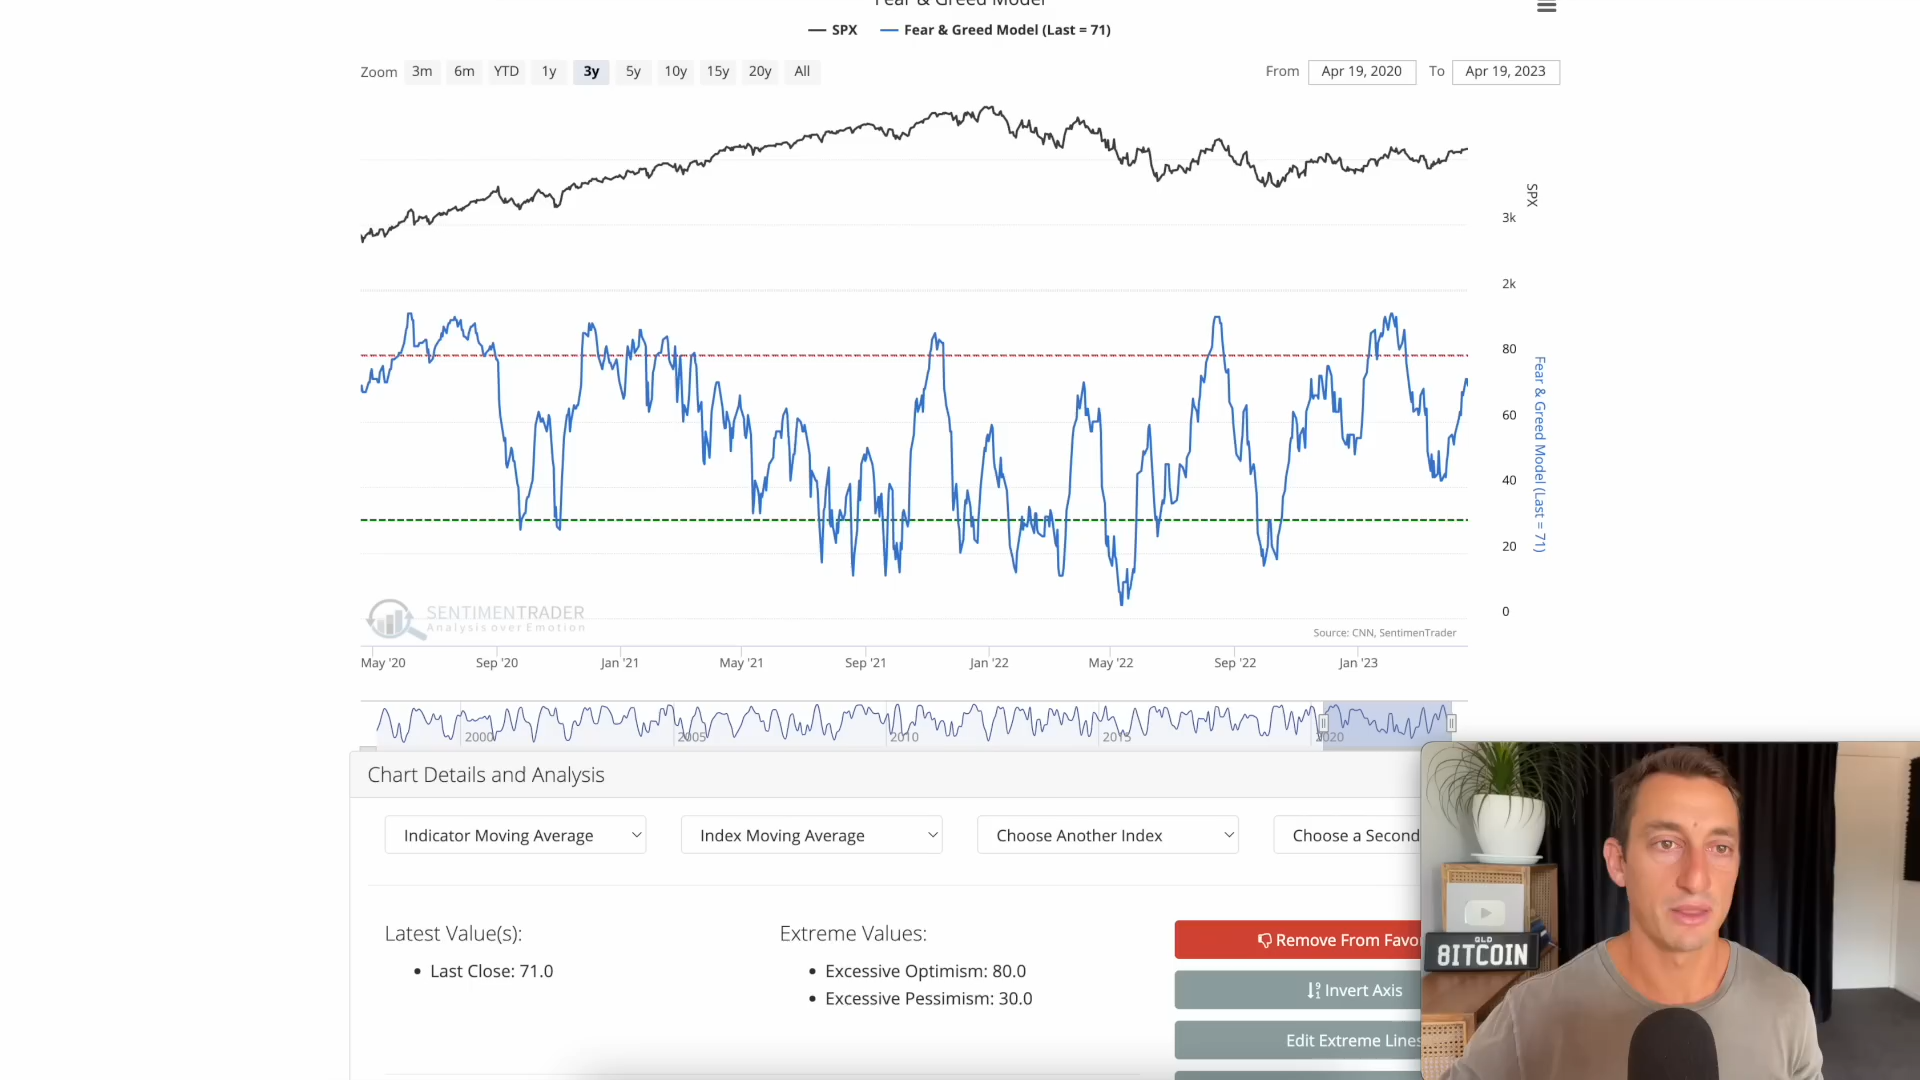 Fear & Greed Model
SPX Fear & Greed Model (Last = 71)
Zoom 3m 6m YTD 1y 3y 5y 10y 15y 20y All From Apr 19, 2020 To Apr 19, 2023
SPX
3k
2k
80
60
40
20
0
Fear & Greed Model (Last = 71)
SENTIMENTRADER
Analysis over Emotion
Source: CNN, SentimenTrader
May '20 Sep '20 Jan '21 May '21 Sep '21 Jan '22 May '22 Sep '22 Jan '23
2000 2005 2010 2015 2020
Chart Details and Analysis
Indicator Moving Average Index Moving Average Choose Another Index Choose a Second
Latest Value(s):
Last Close: 71.0
Extreme Values:
Excessive Optimism: 80.0
Excessive Pessimism: 30.0
Remove From Favo
Invert Axis
Edit Extreme Lines
QLD
8ITCOIN